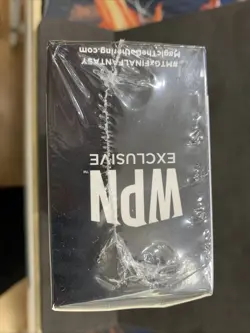 WPN
EXCLUSIVE
MagicTheGathering.com
#MTGxFINALFANTASY